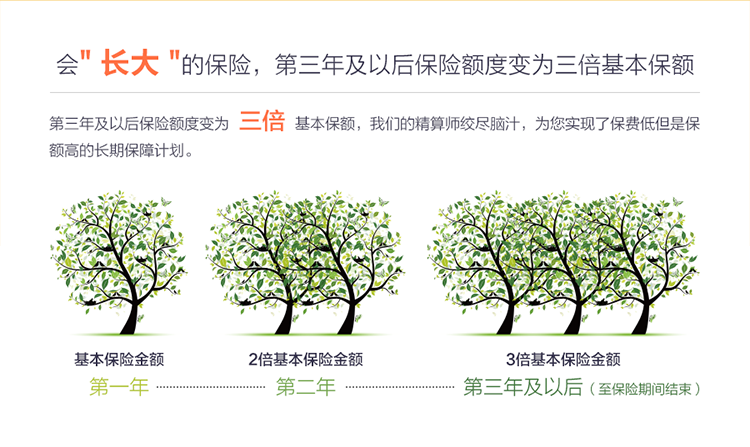 会" 长大 "的保险，第三年及以后保险额度变为三倍基本保额
第三年及以后保险额度变为 三倍 基本保额，我们的精算师绞尽脑汁，为您实现了保费低但是保
额高的长期保障计划。
基本保险金额 2倍基本保险金额 3倍基本保险金额
第一年 第二年 第三年及以后（至保险期间结束）